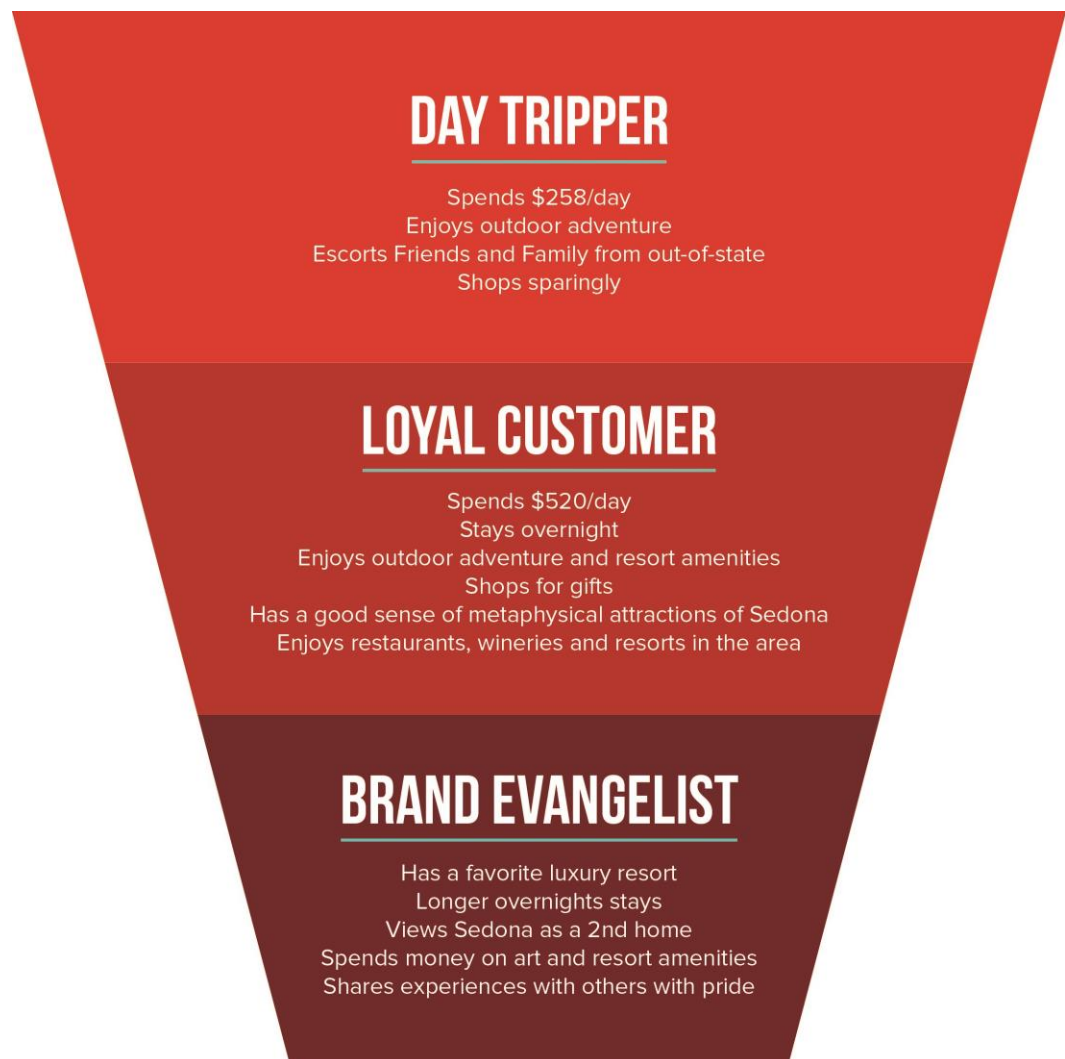 DAY TRIPPER
Spends $258/day
Enjoys outdoor adventure
Escorts Friends and Family from out-of-state
Shops sparingly
LOYAL CUSTOMER
Spends $520/day
Stays overnight
Enjoys outdoor adventure and resort amenities
Shops for gifts
Has a good sense of metaphysical attractions of Sedona
Enjoys restaurants, wineries and resorts in the area
BRAND EVANGELIST
Has a favorite luxury resort
Longer overnights stays
Views Sedona as a 2nd home
Spends money on art and resort amenities
Shares experiences with others with pride